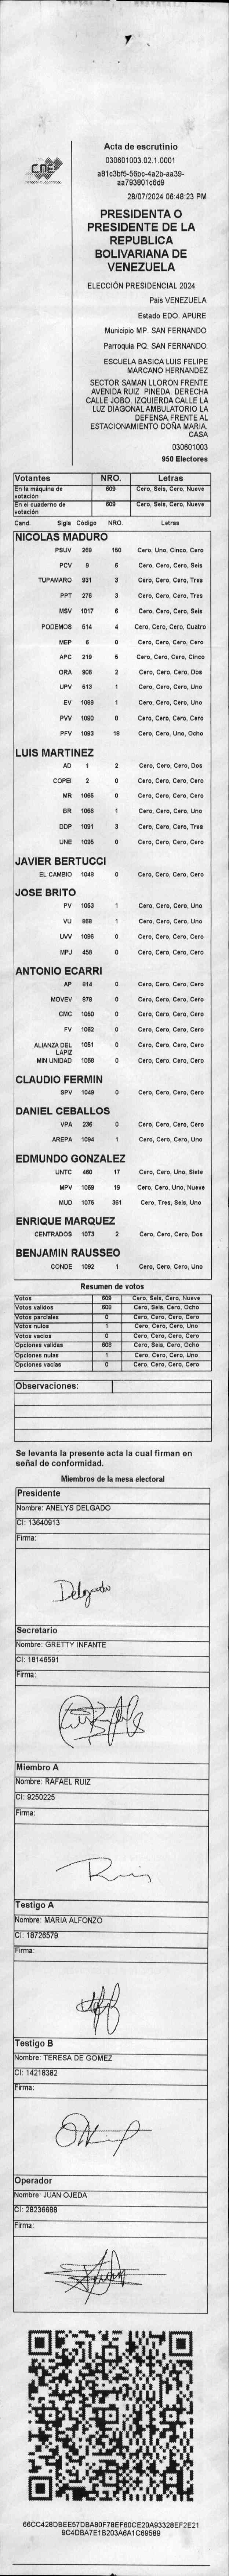 CNE
Acta de escrutinio
030601003.02.1.0001
a81c3bf5-56bc-4a2b-aa39-
aa793801c6d9
28/07/2024 06:48:23 PM
PRESIDENTA O
PRESIDENTE DE LA
REPUBLICA
BOLIVARIANA DE
VENEZUELA
ELECCIÓN PRESIDENCIAL 2024
País VENEZUELA
Estado EDO. APURE
Municipio MP. SAN FERNANDO
Parroquia PQ. SAN FERNANDO
ESCUELA BASICA LUIS FELIPE
MARCANO HERNANDEZ
SECTOR SAMAN LLORON FRENTE
AVENIDA RUIZ PINEDA. DERECHA
CALLE JOBO. IZQUIERDA CALLE LA
LUZ DIAGONAL AMBULATORIO LA
DEFENSA,FRENTE AL
ESTACIONAMIENTO DOÑA MARIA.
CASA
030601003
950 Electores
Votantes NRO. Letras
En la máquina de votación 609 Cero, Seis, Cero, Nueve
En el cuaderno de votación 609 Cero, Seis, Cero, Nueve
Cand. Sigla Código NRO. Letras
NICOLAS MADURO
PSUV 269 150 Cero, Uno, Cinco, Cero
PCV 9 6 Cero, Cero, Cero, Seis
TUPAMARO 931 3 Cero, Cero, Cero, Tres
PPT 276 3 Cero, Cero, Cero, Tres
MSV 1017 6 Cero, Cero, Cero, Seis
PODEMOS 514 4 Cero, Cero, Cero, Cuatro
MEP 6 0 Cero, Cero, Cero, Cero
APC 219 5 Cero, Cero, Cero, Cinco
ORA 906 2 Cero, Cero, Cero, Dos
UPV 513 1 Cero, Cero, Cero, Uno
EV 1089 1 Cero, Cero, Cero, Uno
PVV 1090 0 Cero, Cero, Cero, Cero
PFV 1093 18 Cero, Cero, Uno, Ocho
LUIS MARTINEZ
AD 1 2 Cero, Cero, Cero, Dos
COPEI 2 0 Cero, Cero, Cero, Cero
MR 1065 0 Cero, Cero, Cero, Cero
BR 1066 1 Cero, Cero, Cero, Uno
DDP 1091 3 Cero, Cero, Cero, Tres
UNE 1095 0 Cero, Cero, Cero, Cero
JAVIER BERTUCCI
EL CAMBIO 1048 0 Cero, Cero, Cero, Cero
JOSE BRITO
PV 1053 1 Cero, Cero, Cero, Uno
VU 868 1 Cero, Cero, Cero, Uno
UVV 1096 0 Cero, Cero, Cero, Cero
MPJ 458 0 Cero, Cero, Cero, Cero
ANTONIO ECARRI
AP 814 0 Cero, Cero, Cero, Cero
MOVEV 878 0 Cero, Cero, Cero, Cero
CMC 1050 0 Cero, Cero, Cero, Cero
FV 1062 0 Cero, Cero, Cero, Cero
ALIANZA DEL LAPIZ 1051 0 Cero, Cero, Cero, Cero
MIN UNIDAD 1058 0 Cero, Cero, Cero, Cero
CLAUDIO FERMIN
SPV 1049 0 Cero, Cero, Cero, Cero
DANIEL CEBALLOS
VPA 236 0 Cero, Cero, Cero, Cero
AREPA 1094 1 Cero, Cero, Cero, Uno
EDMUNDO GONZALEZ
UNTC 460 17 Cero, Cero, Uno, Siete
MPV 1069 19 Cero, Cero, Uno, Nueve
MUD 1075 361 Cero, Tres, Seis, Uno
ENRIQUE MARQUEZ
CENTRADOS 1073 2 Cero, Cero, Cero, Dos
BENJAMIN RAUSSEO
CONDE 1092 1 Cero, Cero, Cero, Uno
Resumen de votos
Votos 609 Cero, Seis, Cero, Nueve
Votos validos 608 Cero, Seis, Cero, Ocho
Votos parciales 0 Cero, Cero, Cero, Cero
Votos nulos 1 Cero, Cero, Cero, Uno
Votos vacios 0 Cero, Cero, Cero, Cero
Opciones validas 608 Cero, Seis, Cero, Ocho
Opciones nulas 1 Cero, Cero, Cero, Uno
Opciones vacias 0 Cero, Cero, Cero, Cero
Observaciones:
Se levanta la presente acta la cual firman en
señal de conformidad.
Miembros de la mesa electoral
Presidente
Nombre: ANELYS DELGADO
CI: 13640913
Firma:
Delgado
Secretario
Nombre: GRETTY INFANTE
CI: 18146591
Firma:
Miembro A
Nombre: RAFAEL RUIZ
CI: 9250225
Firma:
Ruiz
Testigo A
Nombre: MARIA ALFONZO
CI: 18726579
Firma:
Testigo B
Nombre: TERESA DE GOMEZ
CI: 14218382
Firma:
Operador
Nombre: JUAN OJEDA
CI: 28236688
Firma:
66CC428DBEE57DBA80F78EF60CE20A93328EF2E21
9C4DBA7E1B203A6A1C69589